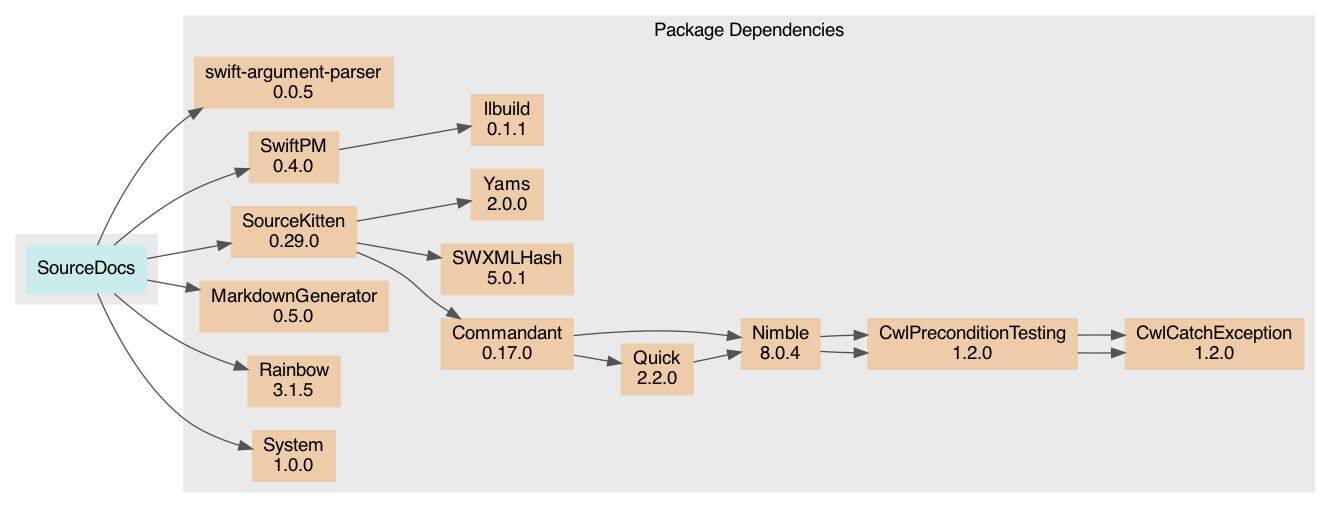 Package Dependencies
swift-argument-parser
0.0.5
llbuild
0.1.1
SwiftPM
0.4.0
Yams
2.0.0
SourceKitten
0.29.0
SWXMLHash
5.0.1
SourceDocs
MarkdownGenerator
0.5.0
Commandant
0.17.0
Quick
2.2.0
Nimble
8.0.4
CwlPreconditionTesting
1.2.0
CwlCatchException
1.2.0
Rainbow
3.1.5
System
1.0.0